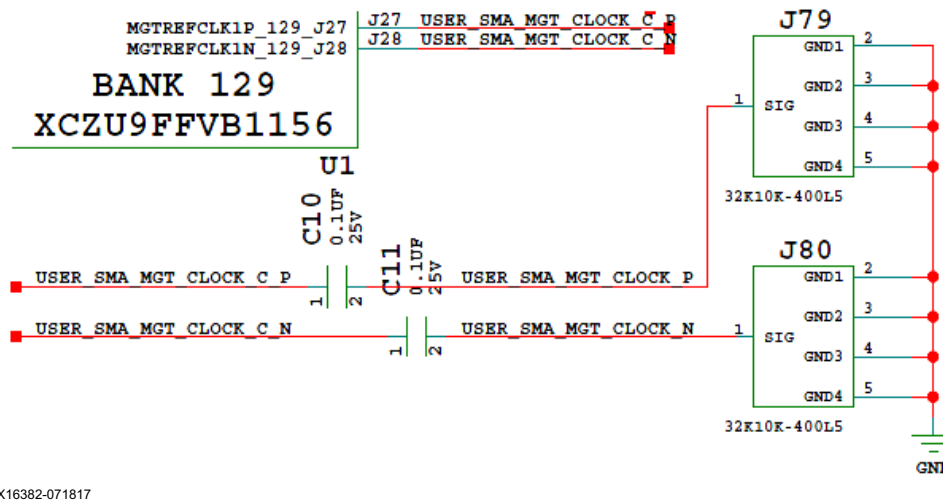 MGTREFCLK1P_129_J27 J27 USER_SMA_MGT_CLOCK_C_P
MGTREFCLK1N_129_J28 J28 USER_SMA_MGT_CLOCK_C_N
BANK 129
XCZU9FFVB1156
U1
J79
GND1 2
GND2 3
1 SIG
GND3 4
GND4 5
32K10K-400L5
C10
0.1UF
25V
C11
0.1UF
25V
USER_SMA_MGT_CLOCK_C_P 1 2 USER_SMA_MGT_CLOCK_P
USER_SMA_MGT_CLOCK_C_N 1 2 USER_SMA_MGT_CLOCK_N
J80
GND1 2
GND2 3
1 SIG
GND3 4
GND4 5
32K10K-400L5
X16382-071817